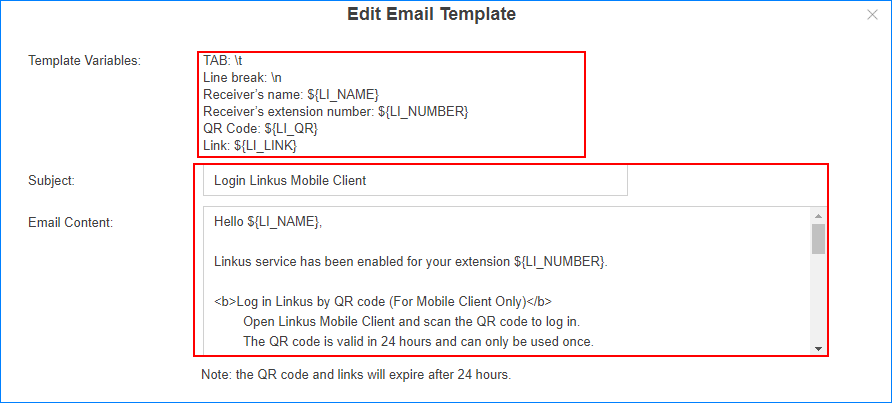 Edit Email Template
Template Variables:
TAB: \t
Line break: \n
Receiver's name: ${LI_NAME}
Receiver's extension number: ${LI_NUMBER}
QR Code: ${LI_QR}
Link: ${LI_LINK}
Subject:
Login Linkus Mobile Client
Email Content:
Hello ${LI_NAME},
Linkus service has been enabled for your extension ${LI_NUMBER}.
<b>Log in Linkus by QR code (For Mobile Client Only)</b>
Open Linkus Mobile Client and scan the QR code to log in.
The QR code is valid in 24 hours and can only be used once.
Note: the QR code and links will expire after 24 hours.